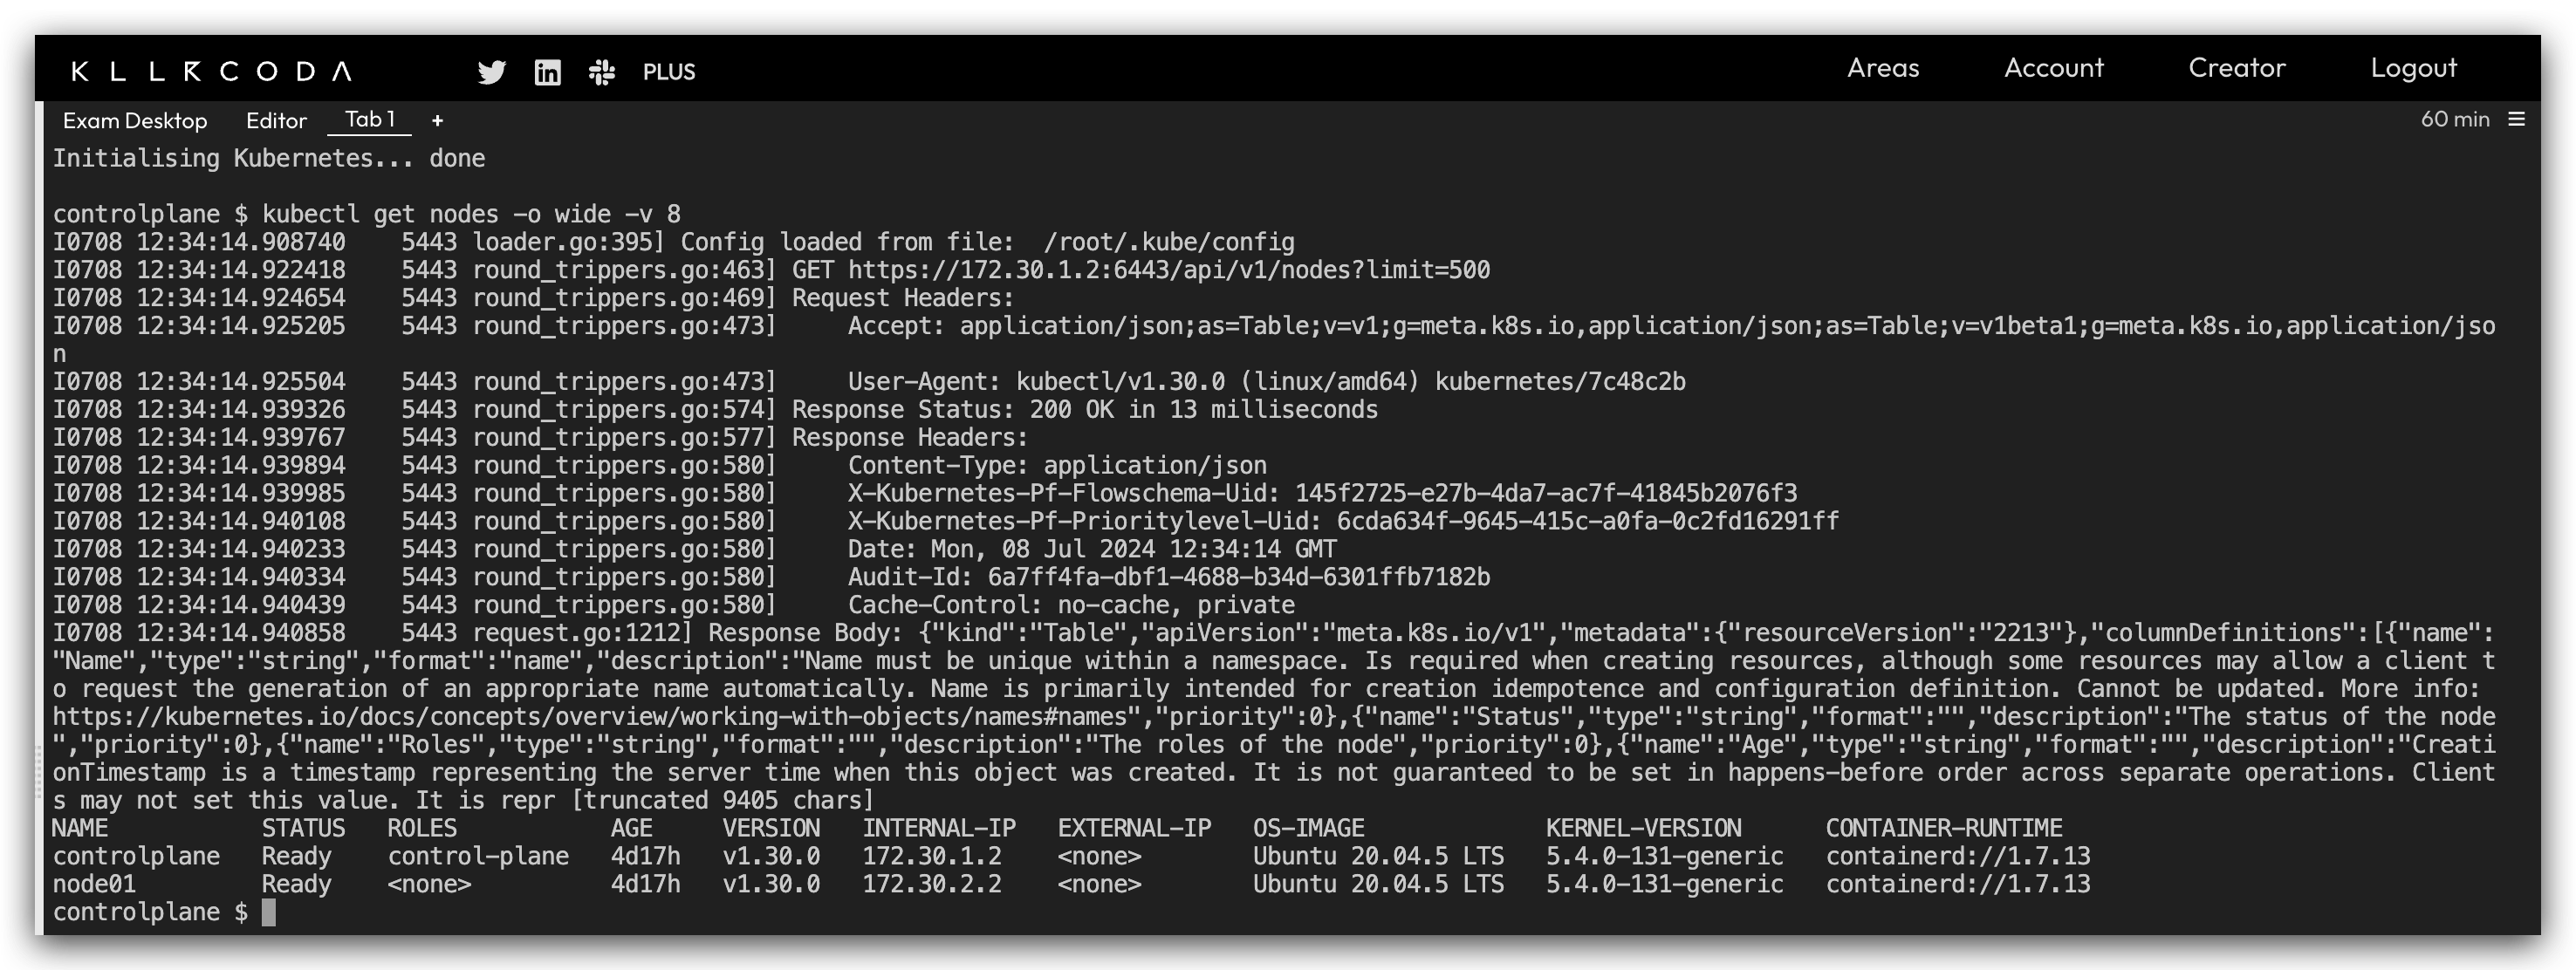 KILLERCODA PLUS Areas Account Creator Logout
Exam Desktop Editor Tab 1 + 60 min
Initialising Kubernetes... done
controlplane $ kubectl get nodes -o wide -v 8
I0708 12:34:14.908740    5443 loader.go:395] Config loaded from file:  /root/.kube/config
I0708 12:34:14.922418    5443 round_trippers.go:463] GET https://172.30.1.2:6443/api/v1/nodes?limit=500
I0708 12:34:14.924654    5443 round_trippers.go:469] Request Headers:
I0708 12:34:14.925205    5443 round_trippers.go:473]     Accept: application/json;as=Table;v=v1;g=meta.k8s.io,application/json;as=Table;v=v1beta1;g=meta.k8s.io,application/jso
n
I0708 12:34:14.925504    5443 round_trippers.go:473]     User-Agent: kubectl/v1.30.0 (linux/amd64) kubernetes/7c48c2b
I0708 12:34:14.939326    5443 round_trippers.go:574] Response Status: 200 OK in 13 milliseconds
I0708 12:34:14.939767    5443 round_trippers.go:577] Response Headers:
I0708 12:34:14.939894    5443 round_trippers.go:580]     Content-Type: application/json
I0708 12:34:14.939985    5443 round_trippers.go:580]     X-Kubernetes-Pf-Flowschema-Uid: 145f2725-e27b-4da7-ac7f-41845b2076f3
I0708 12:34:14.940108    5443 round_trippers.go:580]     X-Kubernetes-Pf-Prioritylevel-Uid: 6cda634f-9645-415c-a0fa-0c2fd16291ff
I0708 12:34:14.940233    5443 round_trippers.go:580]     Date: Mon, 08 Jul 2024 12:34:14 GMT
I0708 12:34:14.940334    5443 round_trippers.go:580]     Audit-Id: 6a7ff4fa-dbf1-4688-b34d-6301ffb7182b
I0708 12:34:14.940439    5443 round_trippers.go:580]     Cache-Control: no-cache, private
I0708 12:34:14.940858    5443 request.go:1212] Response Body: {"kind":"Table","apiVersion":"meta.k8s.io/v1","metadata":{"resourceVersion":"2213"},"columnDefinitions":[{"name":
"Name","type":"string","format":"name","description":"Name must be unique within a namespace. Is required when creating resources, although some resources may allow a client t
o request the generation of an appropriate name automatically. Name is primarily intended for creation idempotence and configuration definition. Cannot be updated. More info:
https://kubernetes.io/docs/concepts/overview/working-with-objects/names#names","priority":0},{"name":"Status","type":"string","format":"","description":"The status of the node
","priority":0},{"name":"Roles","type":"string","format":"","description":"The roles of the node","priority":0},{"name":"Age","type":"string","format":"","description":"Creati
onTimestamp is a timestamp representing the server time when this object was created. It is not guaranteed to be set in happens-before order across separate operations. Client
s may not set this value. It is repr [truncated 9405 chars]
NAME           STATUS   ROLES           AGE     VERSION   INTERNAL-IP   EXTERNAL-IP   OS-IMAGE             KERNEL-VERSION      CONTAINER-RUNTIME
controlplane   Ready    control-plane   4d17h   v1.30.0   172.30.1.2    <none>        Ubuntu 20.04.5 LTS   5.4.0-131-generic   containerd://1.7.13
node01         Ready    <none>          4d17h   v1.30.0   172.30.2.2    <none>        Ubuntu 20.04.5 LTS   5.4.0-131-generic   containerd://1.7.13
controlplane $